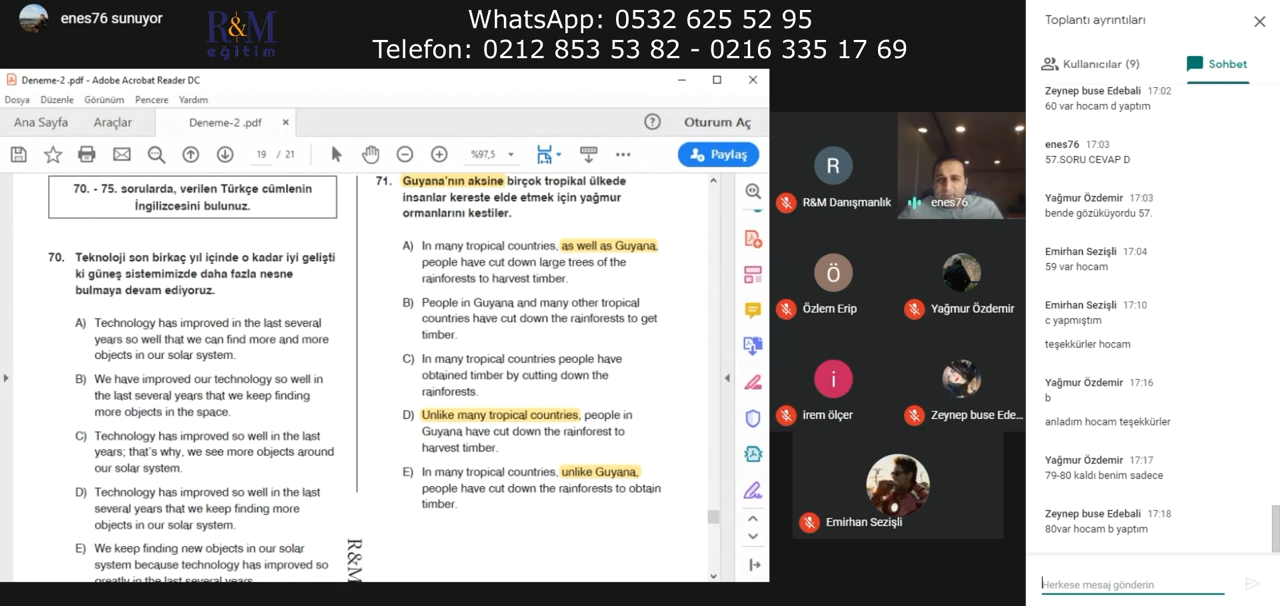 enes76 sunuyor
R&M
eğitim
WhatsApp: 0532 625 52 95
Telefon: 0212 853 53 82 - 0216 335 17 69
Deneme-2 .pdf - Adobe Acrobat Reader DC
Dosya Düzenle Görünüm Pencere Yardım
Ana Sayfa Araçlar Deneme-2 .pdf × Oturum Aç
19 / 21 %97,5 Paylaş
70. - 75. sorularda, verilen Türkçe cümlenin
İngilizcesini bulunuz.
70. Teknoloji son birkaç yıl içinde o kadar iyi gelişti
ki güneş sistemimizde daha fazla nesne
bulmaya devam ediyoruz.
A) Technology has improved in the last several
years so well that we can find more and more
objects in our solar system.
B) We have improved our technology so well in
the last several years that we keep finding
more objects in the space.
C) Technology has improved so well in the last
years; that's why, we see more objects around
our solar system.
D) Technology has improved so well in the last
several years that we keep finding more
objects in our solar system.
E) We keep finding new objects in our solar
system because technology has improved so
greatly in the last several years.
R&M
71. Guyana'nın aksine birçok tropikal ülkede
insanlar kereste elde etmek için yağmur
ormanlarını kestiler.
A) In many tropical countries, as well as Guyana,
people have cut down large trees of the
rainforests to harvest timber.
B) People in Guyana and many other tropical
countries have cut down the rainforests to get
timber.
C) In many tropical countries people have
obtained timber by cutting down the
rainforests.
D) Unlike many tropical countries, people in
Guyana have cut down the rainforest to
harvest timber.
E) In many tropical countries, unlike Guyana,
people have cut down the rainforests to obtain
timber.
R
R&M Danışmanlık
enes76
Ö
Özlem Erip
Yağmur Özdemir
i
irem ölçer
Zeynep buse Ede...
Emirhan Sezişli
Toplantı ayrıntıları
Kullanıcılar (9) Sohbet
Zeynep buse Edebali 17:02
60 var hocam d yaptım
enes76 17:03
57.SORU CEVAP D
Yağmur Özdemir 17:03
bende gözüküyordu 57.
Emirhan Sezişli 17:04
59 var hocam
Emirhan Sezişli 17:10
c yapmıştım
teşekkürler hocam
Yağmur Özdemir 17:16
b
anladım hocam teşekkürler
Yağmur Özdemir 17:17
79-80 kaldı benim sadece
Zeynep buse Edebali 17:18
80var hocam b yaptım
Herkese mesaj gönderin